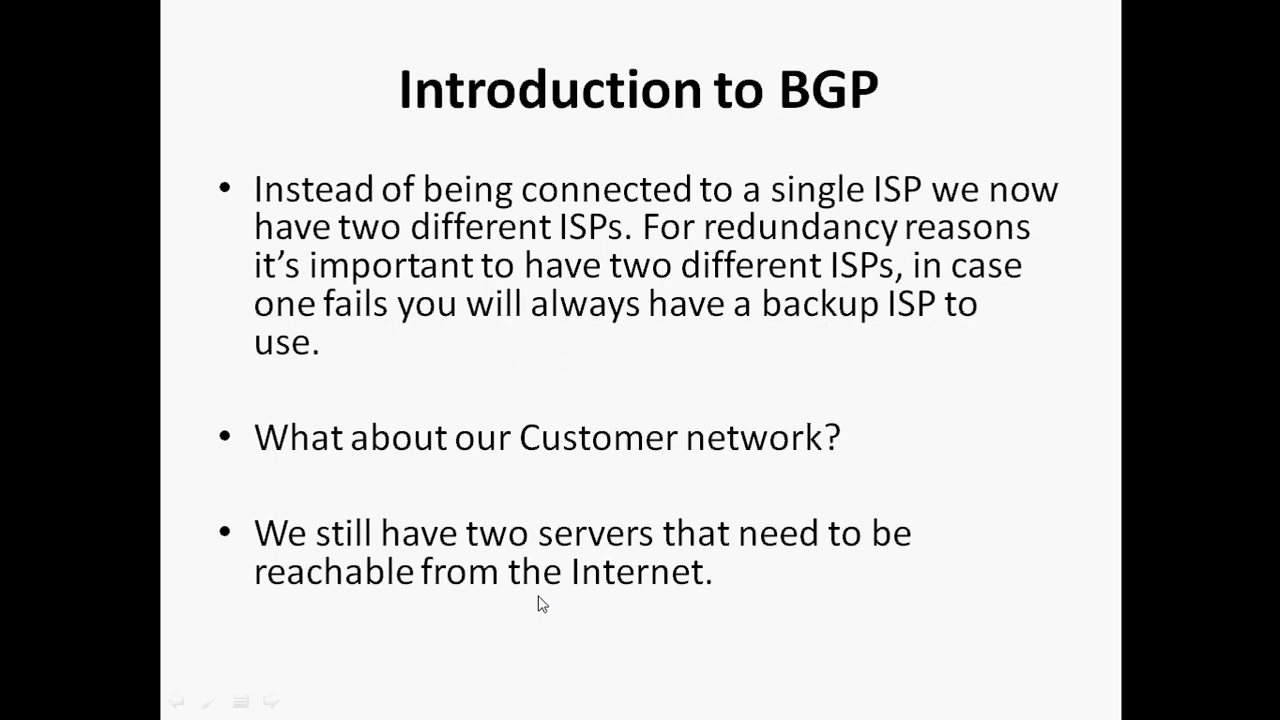 Introduction to BGP
• Instead of being connected to a single ISP we now
have two different ISPs. For redundancy reasons
it’s important to have two different ISPs, in case
one fails you will always have a backup ISP to
use.
• What about our Customer network?
• We still have two servers that need to be
reachable from the Internet.